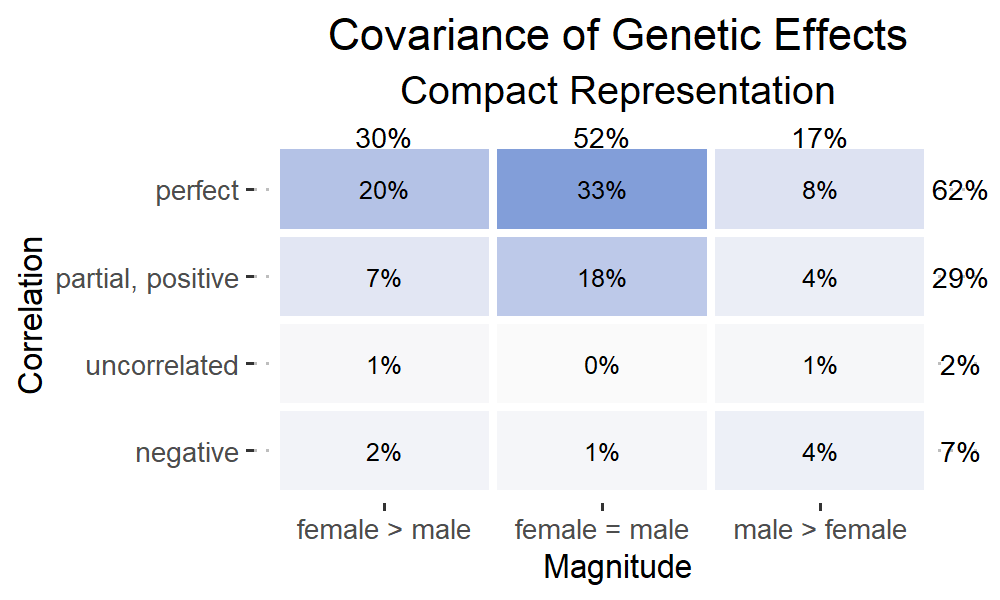 Covariance of Genetic Effects
Compact Representation
30% 52% 17%
perfect 20% 33% 8% 62%
partial, positive 7% 18% 4% 29%
uncorrelated 1% 0% 1% 2%
negative 2% 1% 4% 7%
Correlation
female > male female = male male > female
Magnitude